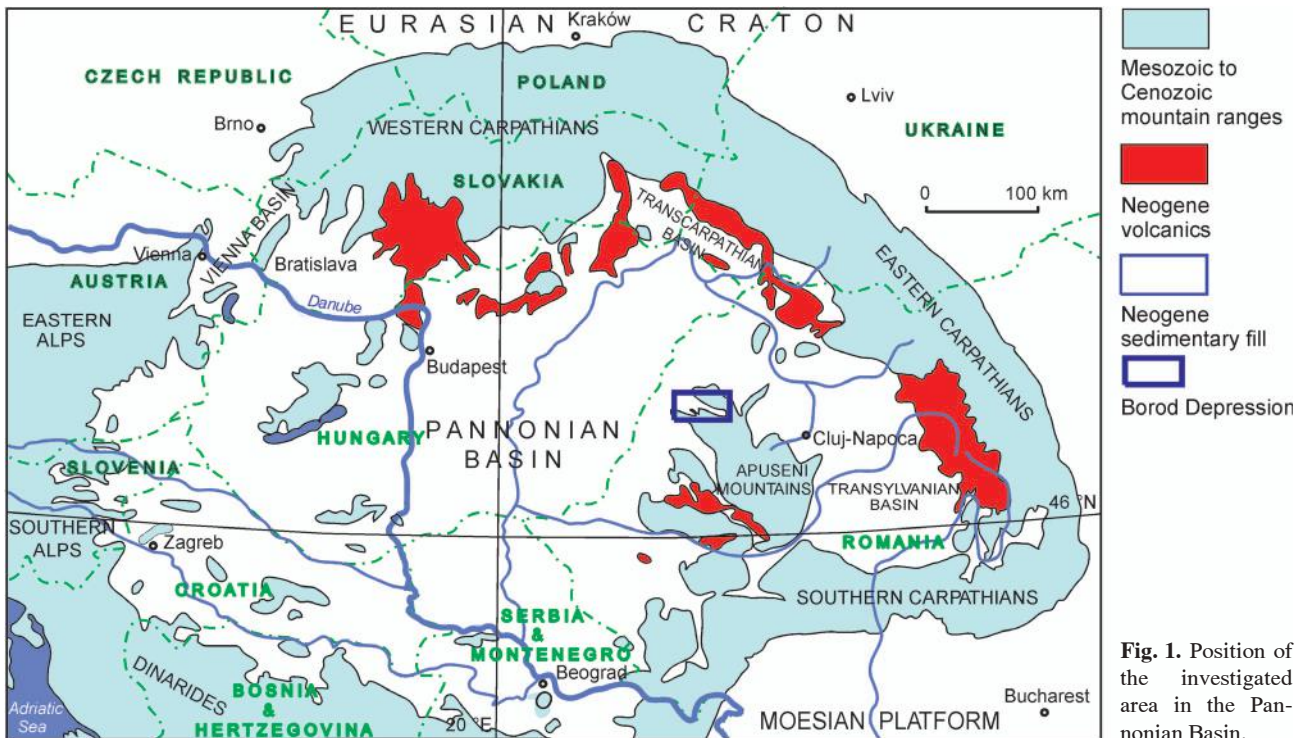 EURASIAN CRATON
Kraków
CZECH REPUBLIC
POLAND
Lviv
Brno
WESTERN CARPATHIANS
UKRAINE
SLOVAKIA
0 100 km
TRANSCARPATHIAN
BASIN
VIENNA BASIN
Vienna
Bratislava
AUSTRIA
Danube
EASTERN
ALPS
EASTERN CARPATHIANS
Budapest
HUNGARY
PANNONIAN
BASIN
Cluj-Napoca
SLOVENIA
APUSENI
MOUNTAINS
TRANSYLVANIAN
BASIN
46 °N
SOUTHERN
ALPS
Zagreb
ROMANIA
CROATIA
SOUTHERN CARPATHIANS
SERBIA
&
MONTENEGRO
DINARIDES
Beograd
BOSNIA
&
HERTZEGOVINA
Adriatic
Sea
20 °E
MOESIAN PLATFORM
Bucharest
Mesozoic to
Cenozoic
mountain ranges
Neogene
volcanics
Neogene
sedimentary fill
Borod Depression
Fig. 1. Position of
the investigated
area in the Pan-
nonian Basin.